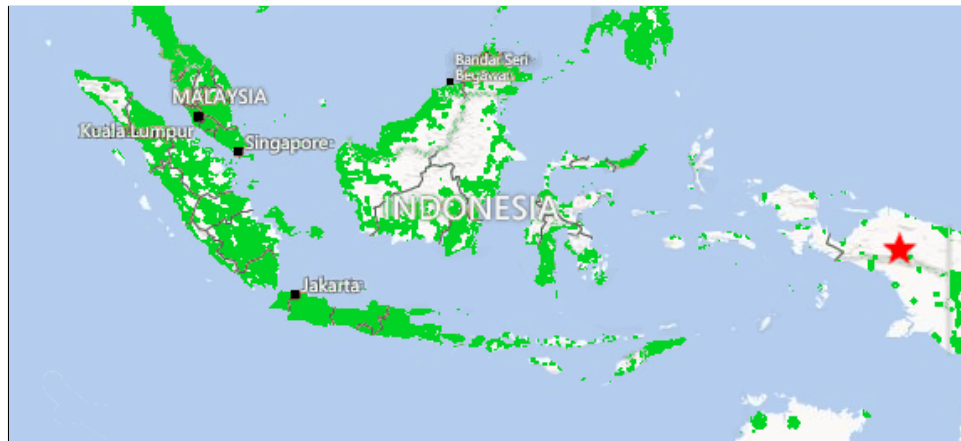 Bandar Seri
Begawan
MALAYSIA
Kuala Lumpur
Singapore
INDONESIA
Jakarta